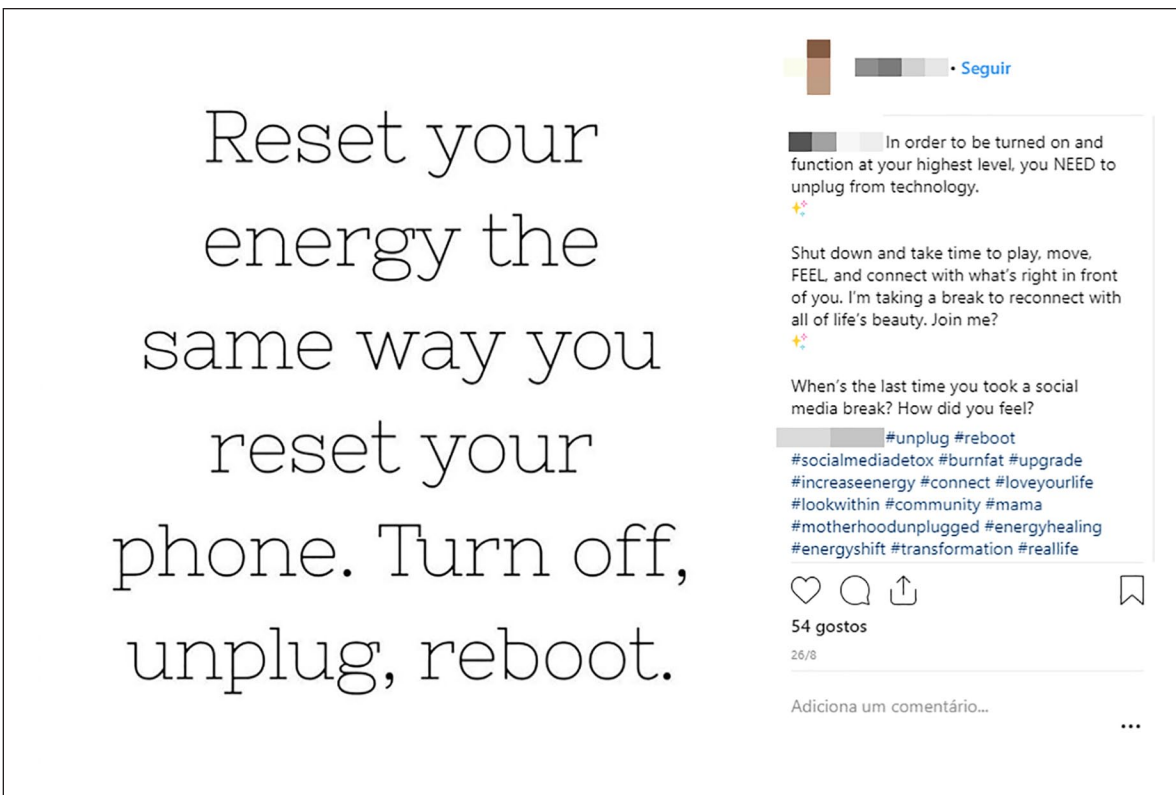 Reset your
energy the
same way you
reset your
phone. Turn off,
unplug, reboot.
• Seguir
In order to be turned on and
function at your highest level, you NEED to
unplug from technology.
Shut down and take time to play, move,
FEEL, and connect with what's right in front
of you. I'm taking a break to reconnect with
all of life's beauty. Join me?
When's the last time you took a social
media break? How did you feel?
#unplug #reboot
#socialmediadetox #burnfat #upgrade
#increaseenergy #connect #loveyourlife
#lookwithin #community #mama
#motherhoodunplugged #energyhealing
#energyshift #transformation #reallife
54 gostos
26/8
Adiciona um comentário...